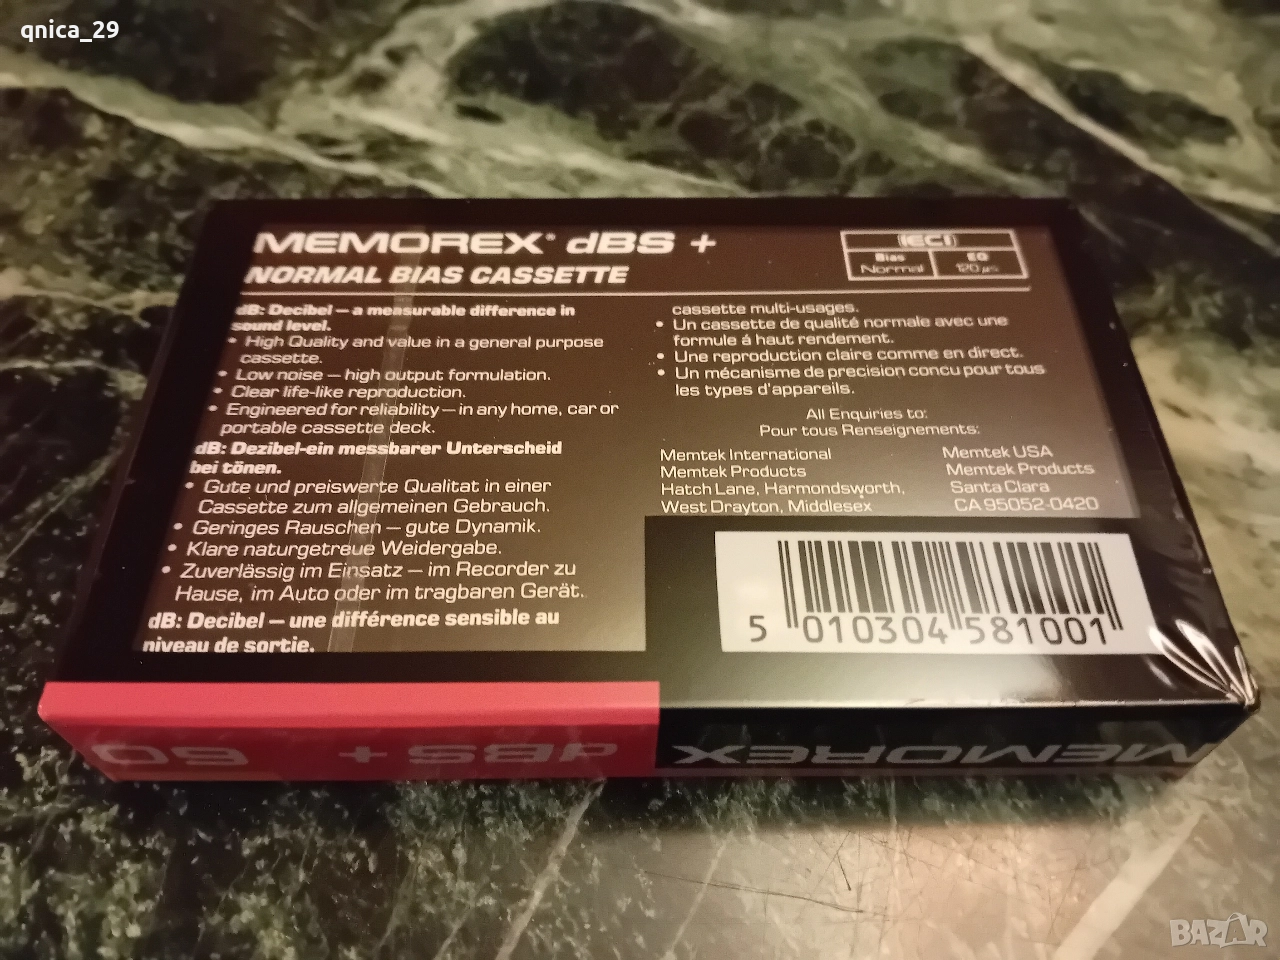 qnica_29
MEMOREX® dBS +
NORMAL BIAS CASSETTE
IECI
Bias
Normal
EQ
120 µs
dB: Decibel – a measurable difference in
sound level.
• High Quality and value in a general purpose
cassette.
• Low noise – high output formulation.
• Clear life-like reproduction.
• Engineered for reliability – in any home, car or
portable cassette deck.
dB: Dezibel-ein messbarer Unterscheid
bei tönen.
• Gute und preiswerte Qualitat in einer
Cassette zum algemeinen Gebrauch.
• Geringes Rauschen – gute Dynamik.
• Klare naturgetreue Weidergabe.
• Zuverlässig im Einsatz – im Recorder zu
Hause, im Auto oder im tragbaren Gerät.
dB: Decibel – une différence sensible au
niveau de sortie.
cassette multi-usages.
• Un cassette de qualité normale avec une
formule á haut rendement.
• Une reproduction claire comme en direct.
• Un mécanisme de precision concu pour tous
les types d'appareils.
All Enquiries to:
Pour tous Renseignements:
Memtek International
Memtek Products
Hatch Lane, Harmondsworth,
West Drayton, Middlesex
Memtek USA
Memtek Products
Santa Clara
CA 95052-0420
5 010304 581001
MEMOREX dBS + 60
BAZAR